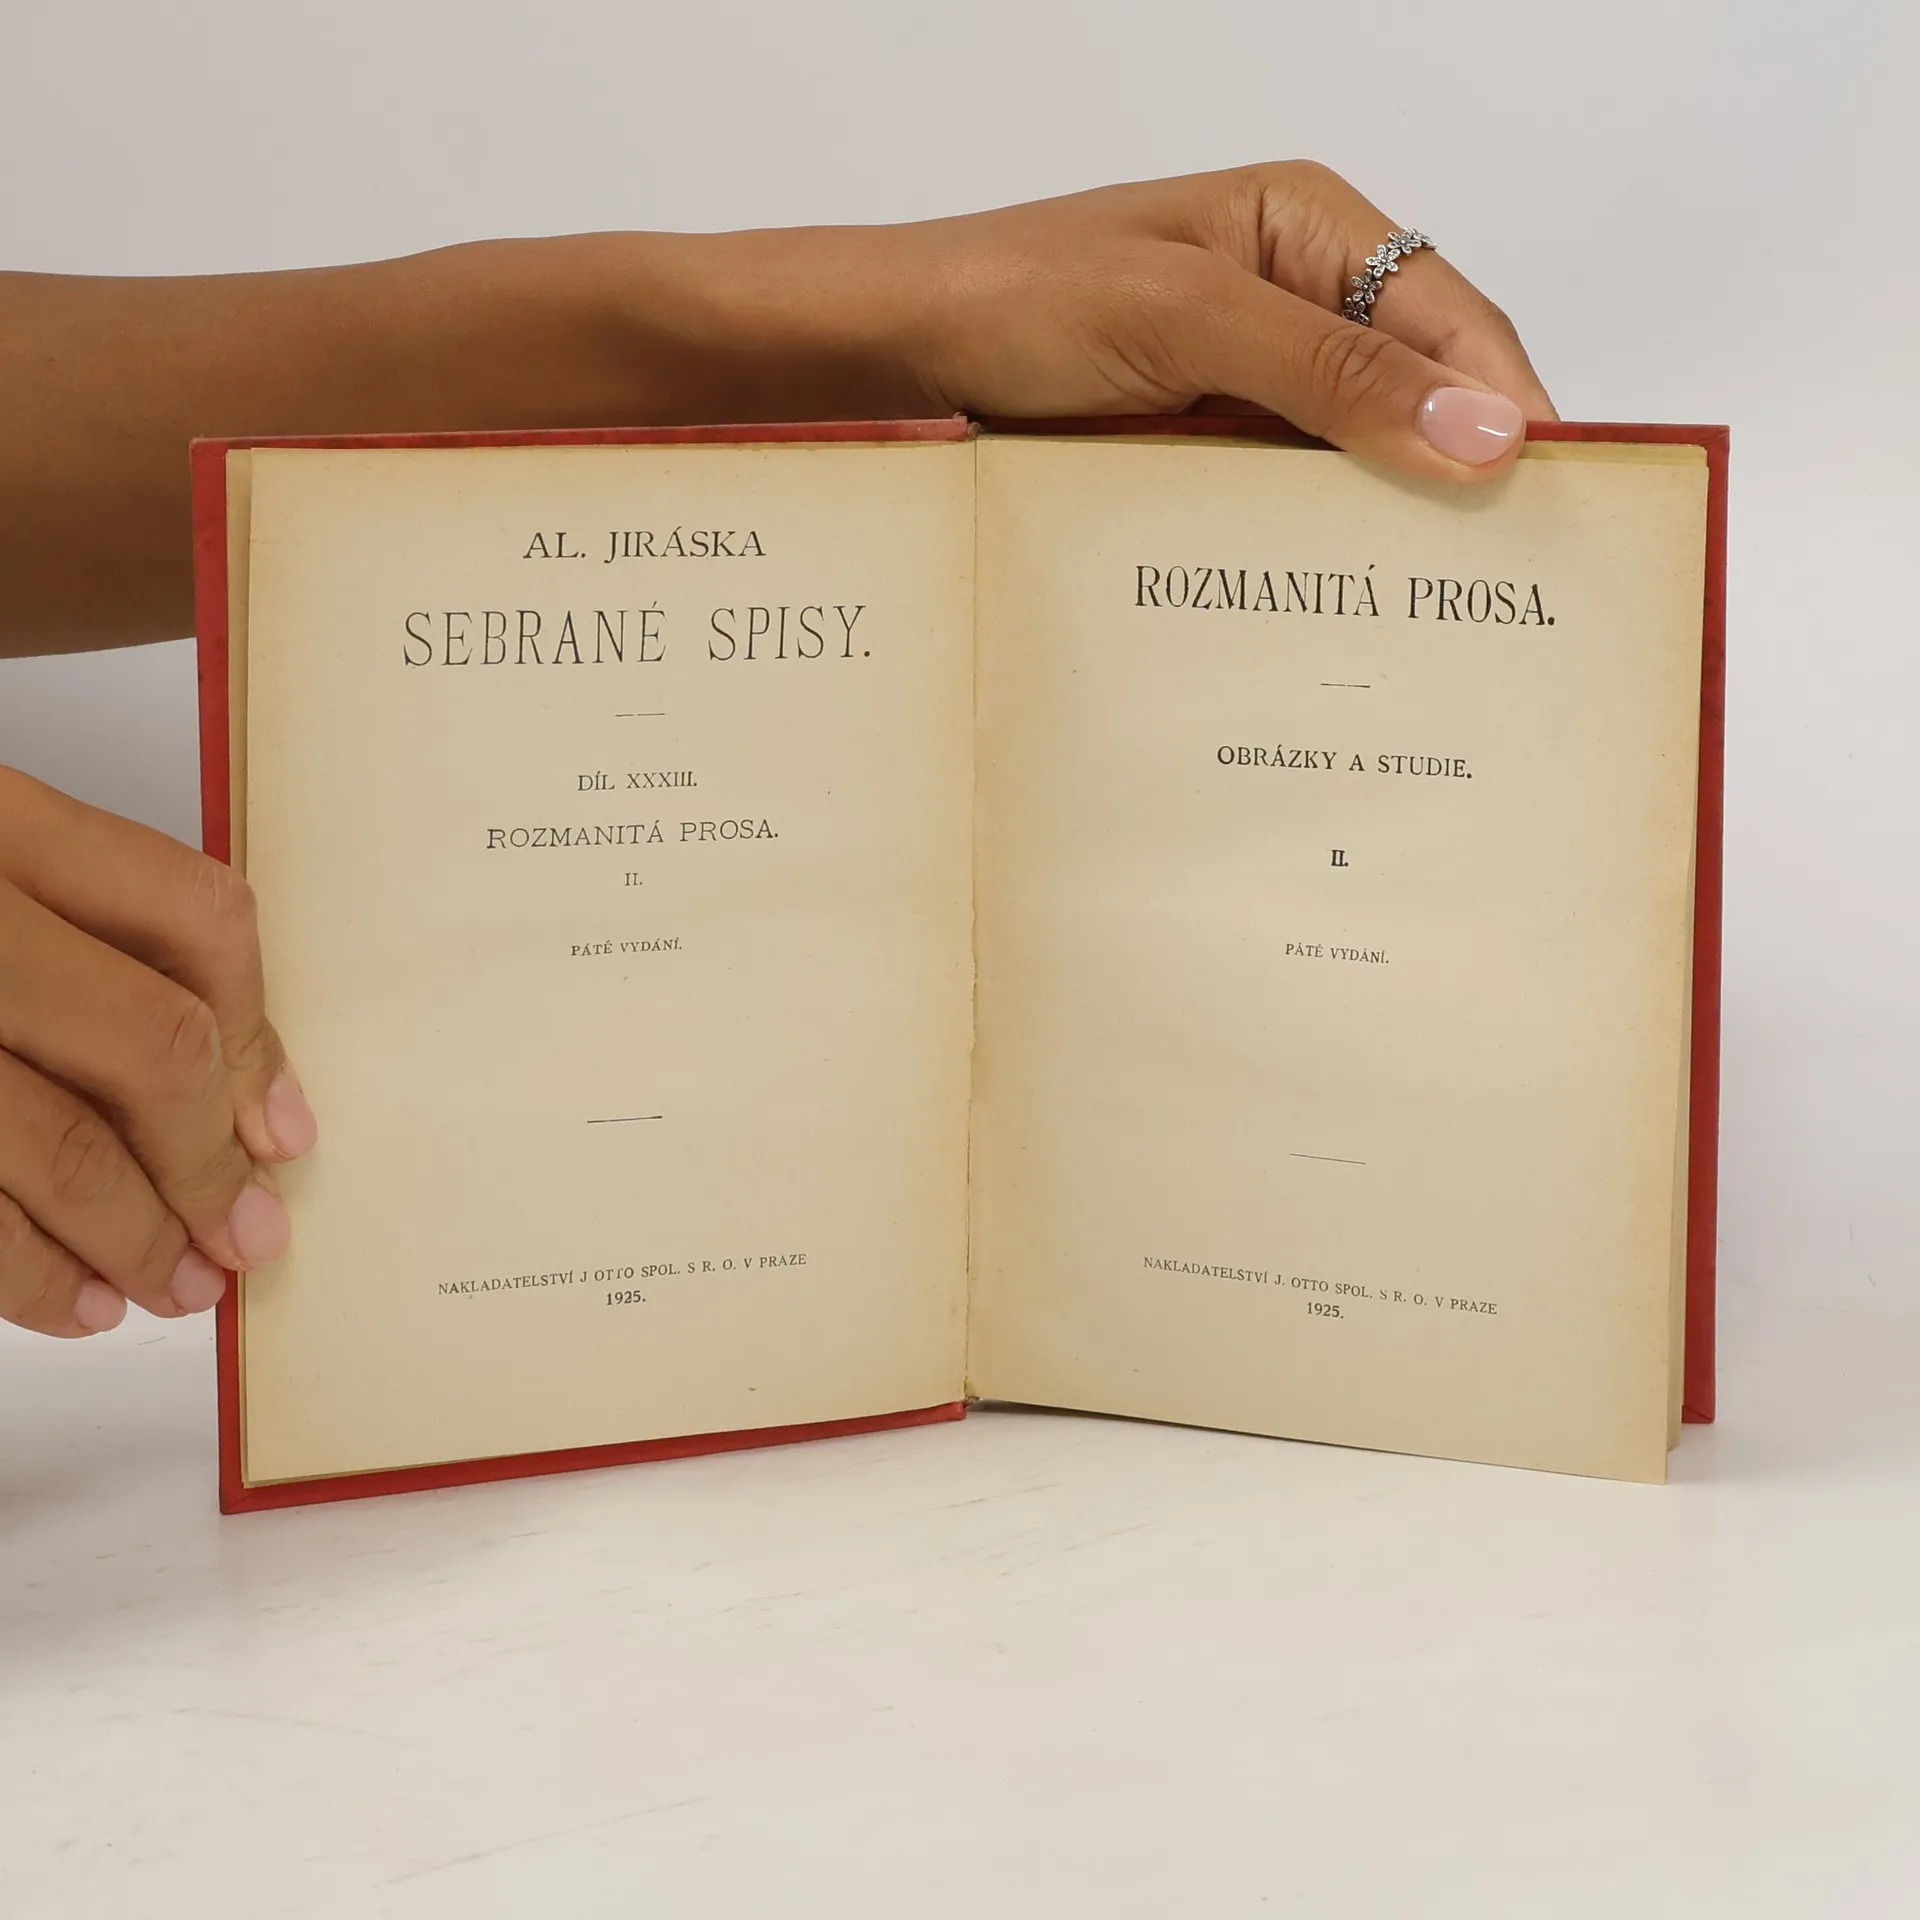 AL. JIRÁSKA
SEBRANÉ SPISY.
DÍL XXXIII.
ROZMANITÁ PROSA.
II.
PÁTÉ VYDÁNÍ.
NAKLADATELSTVÍ J OTTO SPOL. S R. O. V PRAZE
1925.
ROZMANITÁ PROSA.
OBRÁZKY A STUDIE.
II.
PÁTÉ VYDÁNÍ.
NAKLADATELSTVÍ J. OTTO SPOL. S R. O. V PRAZE
1925.